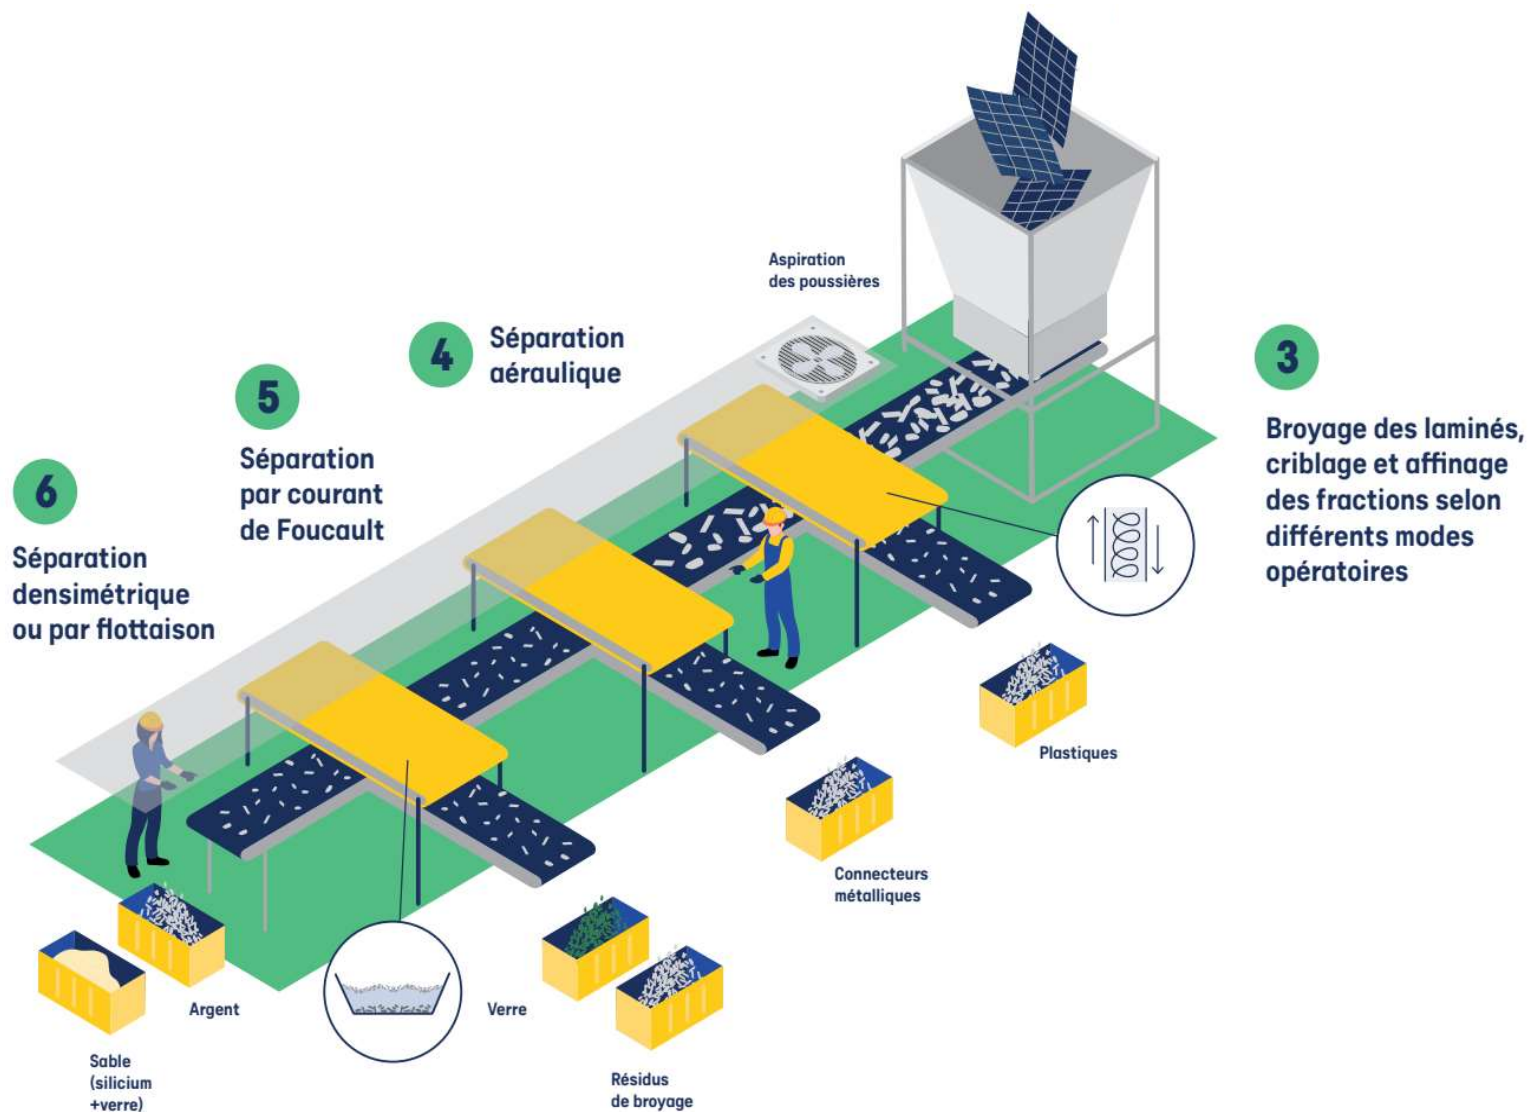 Aspiration
des poussières
3
Broyage des laminés,
criblage et affinage
des fractions selon
différents modes
opératoires
4
Séparation
aéraulique
5
Séparation
par courant
de Foucault
6
Séparation
densimétrique
ou par flottaison
Plastiques
Connecteurs
métalliques
Verre
Résidus
de broyage
Argent
Sable
(silicium
+verre)